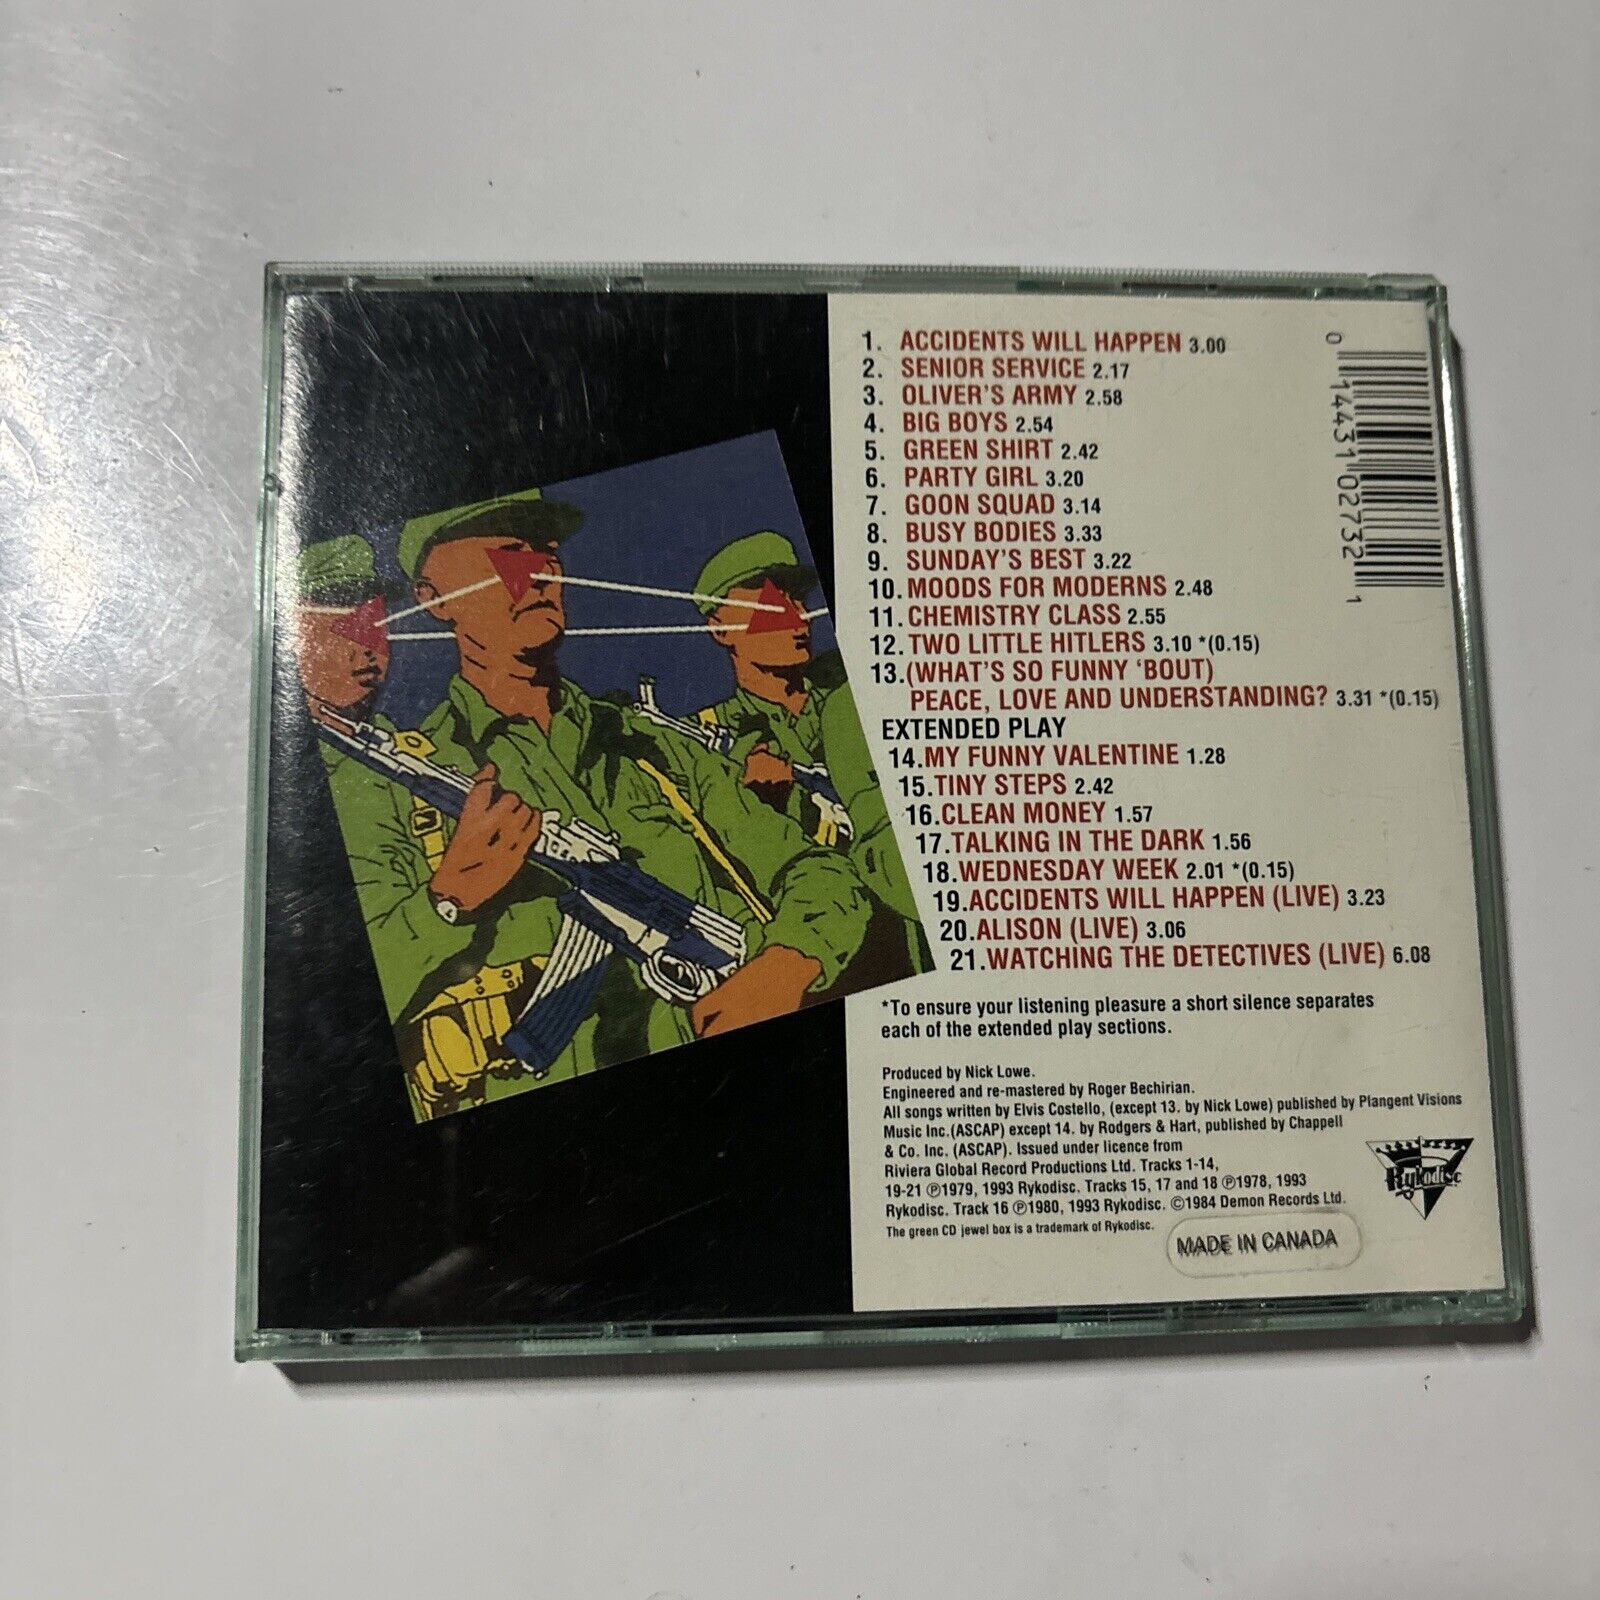 1. ACCIDENTS WILL HAPPEN 3.00
2. SENIOR SERVICE 2.17
3. OLIVER'S ARMY 2.58
4. BIG BOYS 2.54
5. GREEN SHIRT 2.42
6. PARTY GIRL 3.20
7. GOON SQUAD 3.14
8. BUSY BODIES 3.33
9. SUNDAY'S BEST 3.22
10. MOODS FOR MODERNS 2.48
11. CHEMISTRY CLASS 2.55
12. TWO LITTLE HITLERS 3.10 *(0.15)
13. (WHAT'S SO FUNNY 'BOUT)
PEACE, LOVE AND UNDERSTANDING? 3.31 *(0.15)
EXTENDED PLAY
14. MY FUNNY VALENTINE 1.28
15. TINY STEPS 2.42
16. CLEAN MONEY 1.57
17. TALKING IN THE DARK 1.56
18. WEDNESDAY WEEK 2.01 *(0.15)
19. ACCIDENTS WILL HAPPEN (LIVE) 3.23
20. ALISON (LIVE) 3.06
21. WATCHING THE DETECTIVES (LIVE) 6.08
*To ensure your listening pleasure a short silence separates
each of the extended play sections.
Produced by Nick Lowe.
Engineered and re-mastered by Roger Bechirian.
All songs written by Elvis Costello, (except 13. by Nick Lowe) published by Plangent Visions
Music Inc.(ASCAP) except 14. by Rodgers & Hart, published by Chappell
& Co. Inc. (ASCAP). Issued under licence from
Riviera Global Record Productions Ltd. Tracks 1-14,
19-21 ℗1979, 1993 Rykodisc. Tracks 15, 17 and 18 ℗1978, 1993
Rykodisc. Track 16 ℗1980, 1993 Rykodisc. ©1984 Demon Records Ltd.
The green CD jewel box is a trademark of Rykodisc.
MADE IN CANADA
Rykodisc
0 14431 02732 1